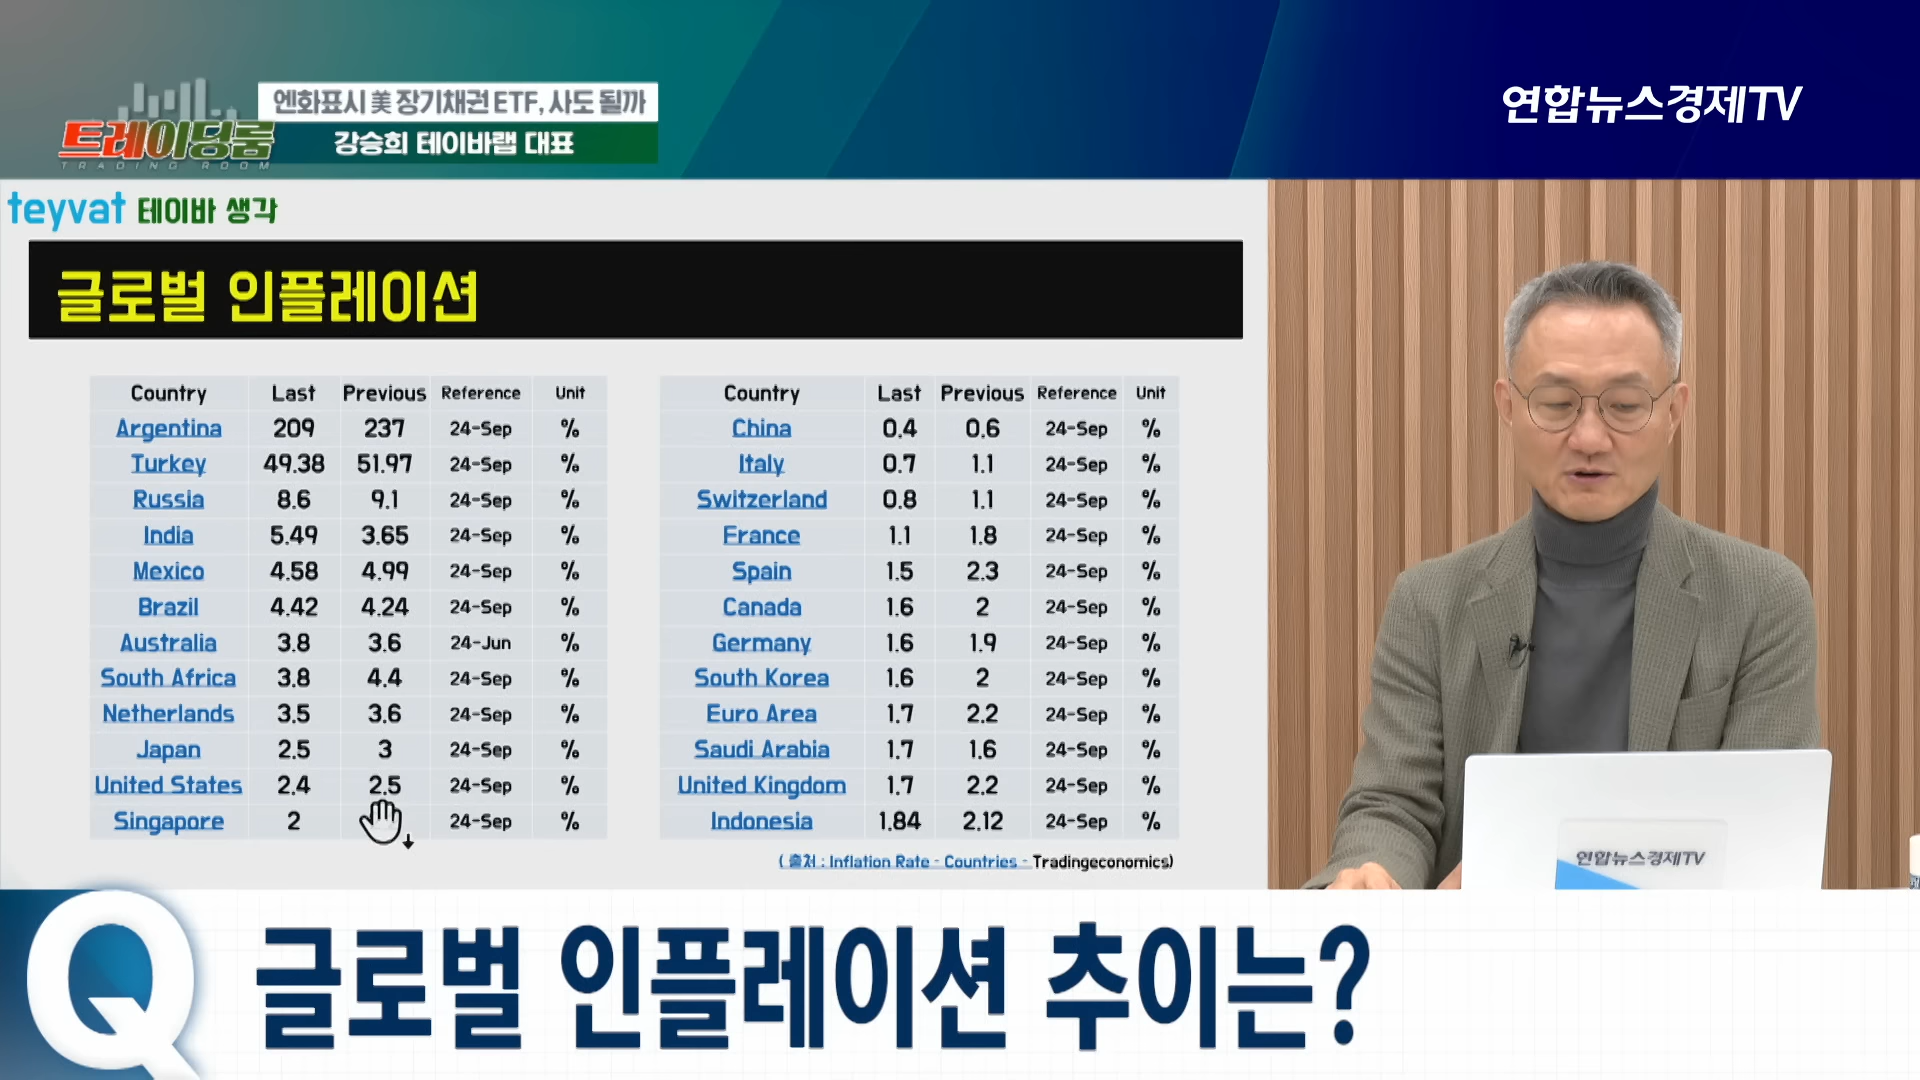 엔화표시 美 장기채권 ETF, 사도 될까
트레이딩룸
TRADING ROOM
강승희 테이바랩 대표
연합뉴스경제TV
teyvat 테이바 생각
글로벌 인플레이션
Country Last Previous Reference Unit
Argentina 209 237 24-Sep %
Turkey 49.38 51.97 24-Sep %
Russia 8.6 9.1 24-Sep %
India 5.49 3.65 24-Sep %
Mexico 4.58 4.99 24-Sep %
Brazil 4.42 4.24 24-Sep %
Australia 3.8 3.6 24-Jun %
South Africa 3.8 4.4 24-Sep %
Netherlands 3.5 3.6 24-Sep %
Japan 2.5 3 24-Sep %
United States 2.4 2.5 24-Sep %
Singapore 2 24-Sep %
Country Last Previous Reference Unit
China 0.4 0.6 24-Sep %
Italy 0.7 1.1 24-Sep %
Switzerland 0.8 1.1 24-Sep %
France 1.1 1.8 24-Sep %
Spain 1.5 2.3 24-Sep %
Canada 1.6 2 24-Sep %
Germany 1.6 1.9 24-Sep %
South Korea 1.6 2 24-Sep %
Euro Area 1.7 2.2 24-Sep %
Saudi Arabia 1.7 1.6 24-Sep %
United Kingdom 1.7 2.2 24-Sep %
Indonesia 1.84 2.12 24-Sep %
( 출처 : Inflation Rate - Countries - Tradingeconomics)
연합뉴스경제TV
Q 글로벌 인플레이션 추이는?